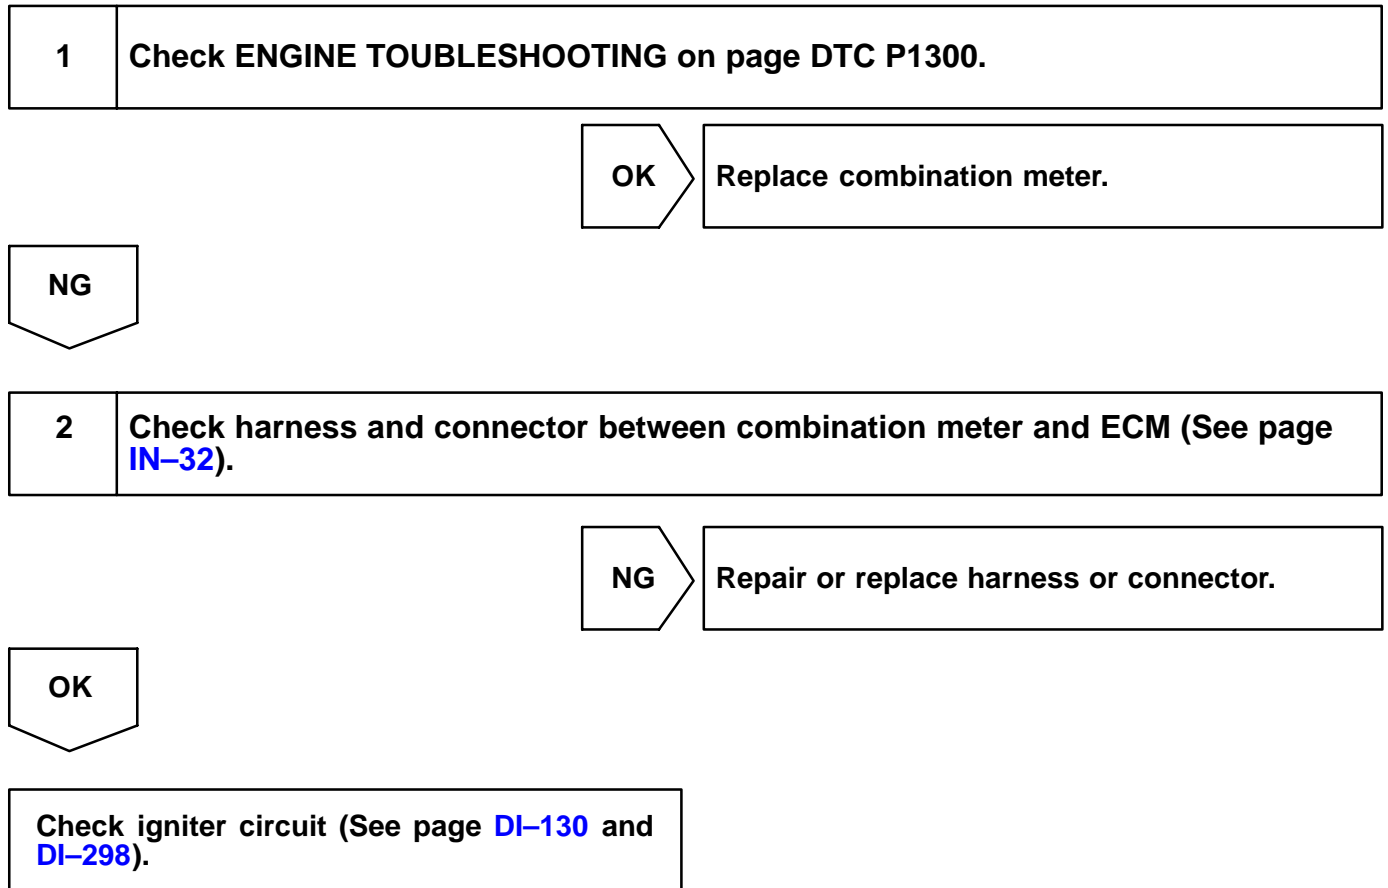 1
Check ENGINE TOUBLESHOOTING on page DTC P1300.
OK
Replace combination meter.
NG
2
Check harness and connector between combination meter and ECM (See page
IN–32).
NG
Repair or replace harness or connector.
OK
Check igniter circuit (See page DI–130 and
DI–298).